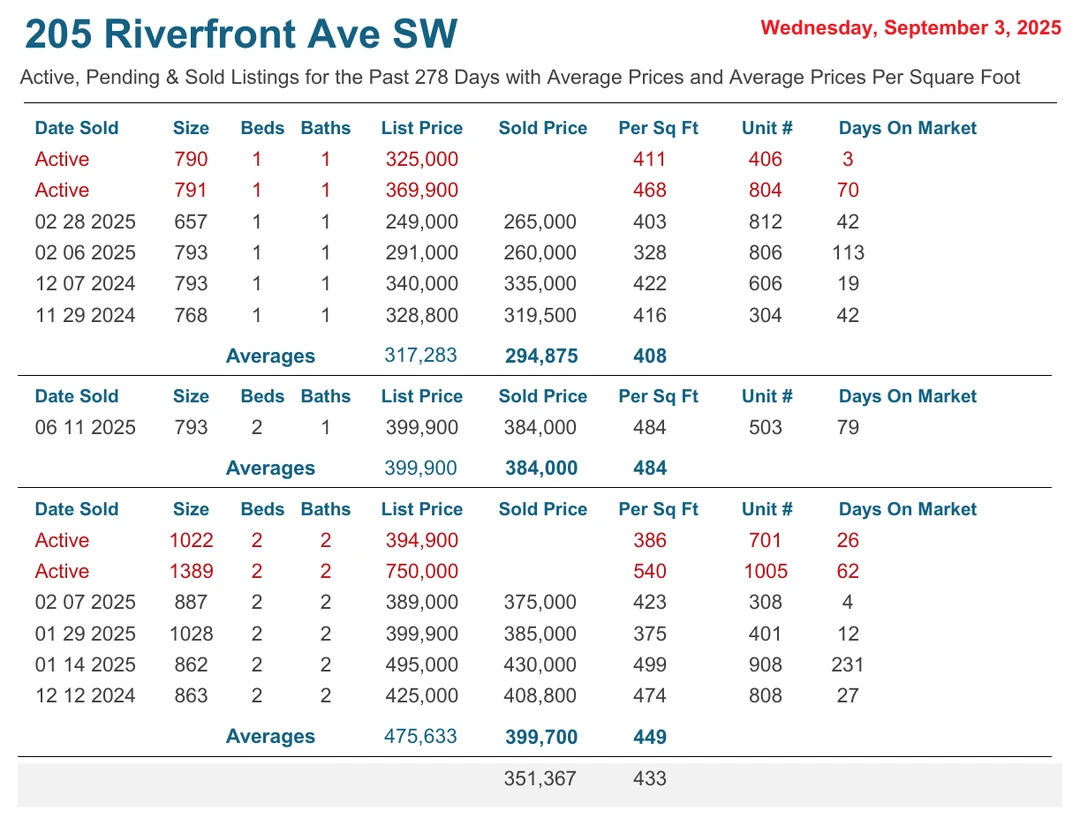 205 Riverfront Ave SW
Wednesday, September 3, 2025
Active, Pending & Sold Listings for the Past 278 Days with Average Prices and Average Prices Per Square Foot
Date Sold Size Beds Baths List Price Sold Price Per Sq Ft Unit # Days On Market
Active 790 1 1 325,000 411 406 3
Active 791 1 1 369,900 468 804 70
02 28 2025 657 1 1 249,000 265,000 403 812 42
02 06 2025 793 1 1 291,000 260,000 328 806 113
12 07 2024 793 1 1 340,000 335,000 422 606 19
11 29 2024 768 1 1 328,800 319,500 416 304 42
Averages 317,283 294,875 408
Date Sold Size Beds Baths List Price Sold Price Per Sq Ft Unit # Days On Market
06 11 2025 793 2 1 399,900 384,000 484 503 79
Averages 399,900 384,000 484
Date Sold Size Beds Baths List Price Sold Price Per Sq Ft Unit # Days On Market
Active 1022 2 2 394,900 386 701 26
Active 1389 2 2 750,000 540 1005 62
02 07 2025 887 2 2 389,000 375,000 423 308 4
01 29 2025 1028 2 2 399,900 385,000 375 401 12
01 14 2025 862 2 2 495,000 430,000 499 908 231
12 12 2024 863 2 2 425,000 408,800 474 808 27
Averages 475,633 399,700 449
351,367 433